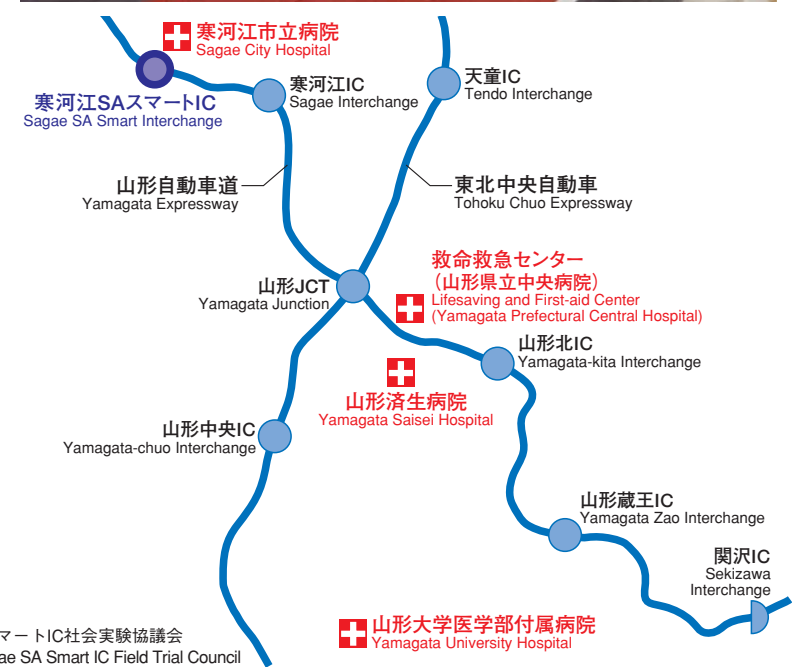 寒河江市立病院
Sagae City Hospital
寒河江SAスマートIC
Sagae SA Smart Interchange
寒河江IC
Sagae Interchange
天童IC
Tendo Interchange
山形自動車道
Yamagata Expressway
東北中央自動車
Tohoku Chuo Expressway
山形JCT
Yamagata Junction
救命救急センター
(山形県立中央病院)
Lifesaving and First-aid Center
(Yamagata Prefectural Central Hospital)
山形北IC
Yamagata-kita Interchange
山形済生病院
Yamagata Saisei Hospital
山形中央IC
Yamagata-chuo Interchange
山形蔵王IC
Yamagata Zao Interchange
関沢IC
Sekizawa
Interchange
山形大学医学部付属病院
Yamagata University Hospital
マートIC社会実験協議会
ae SA Smart IC Field Trial Council